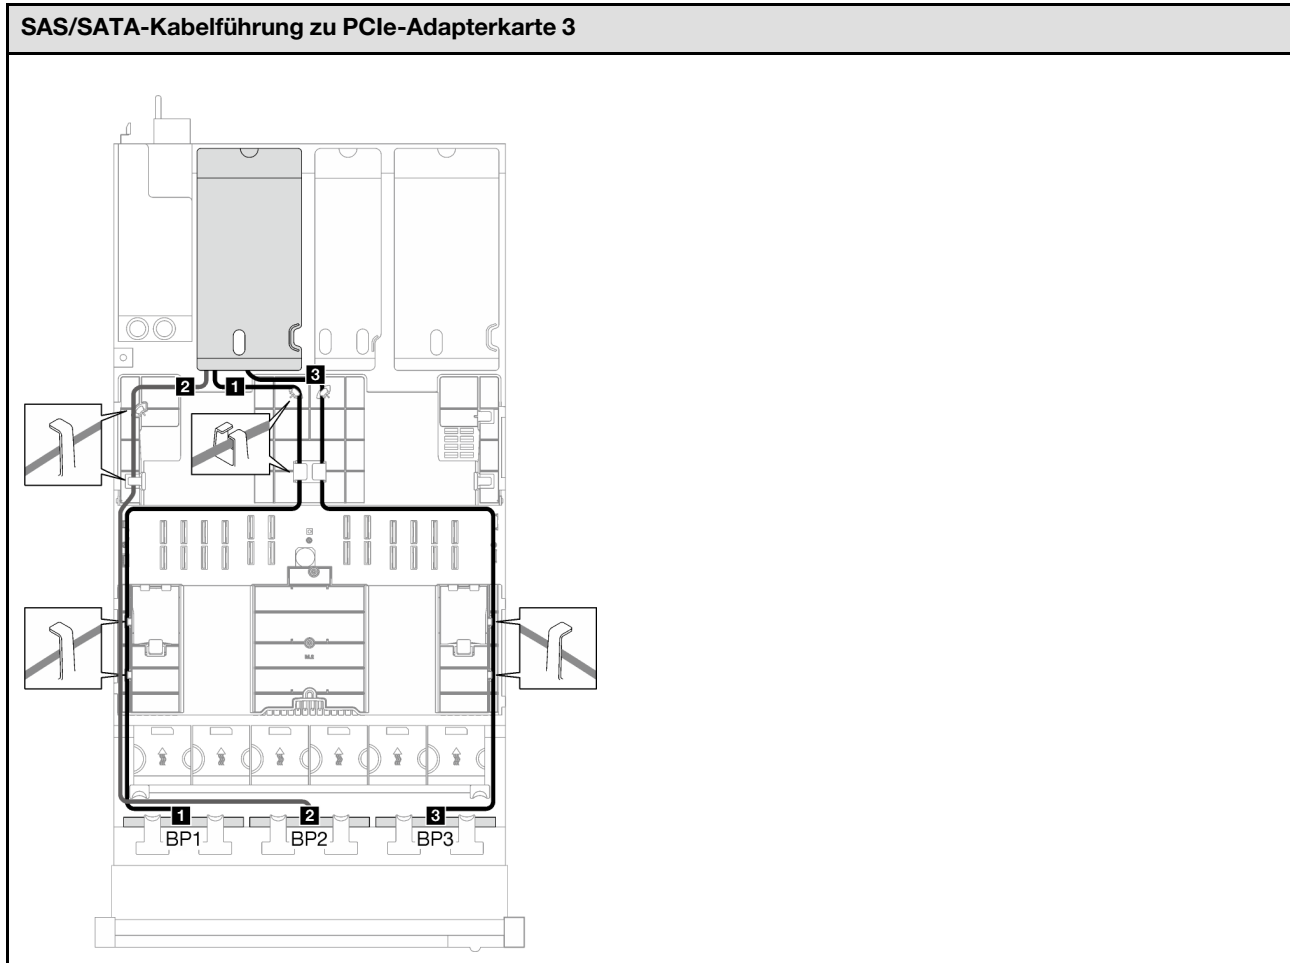 SAS/SATA-Kabelführung zu PCIe-Adapterkarte 3
2 1 3
1 2 3
BP1 BP2 BP3